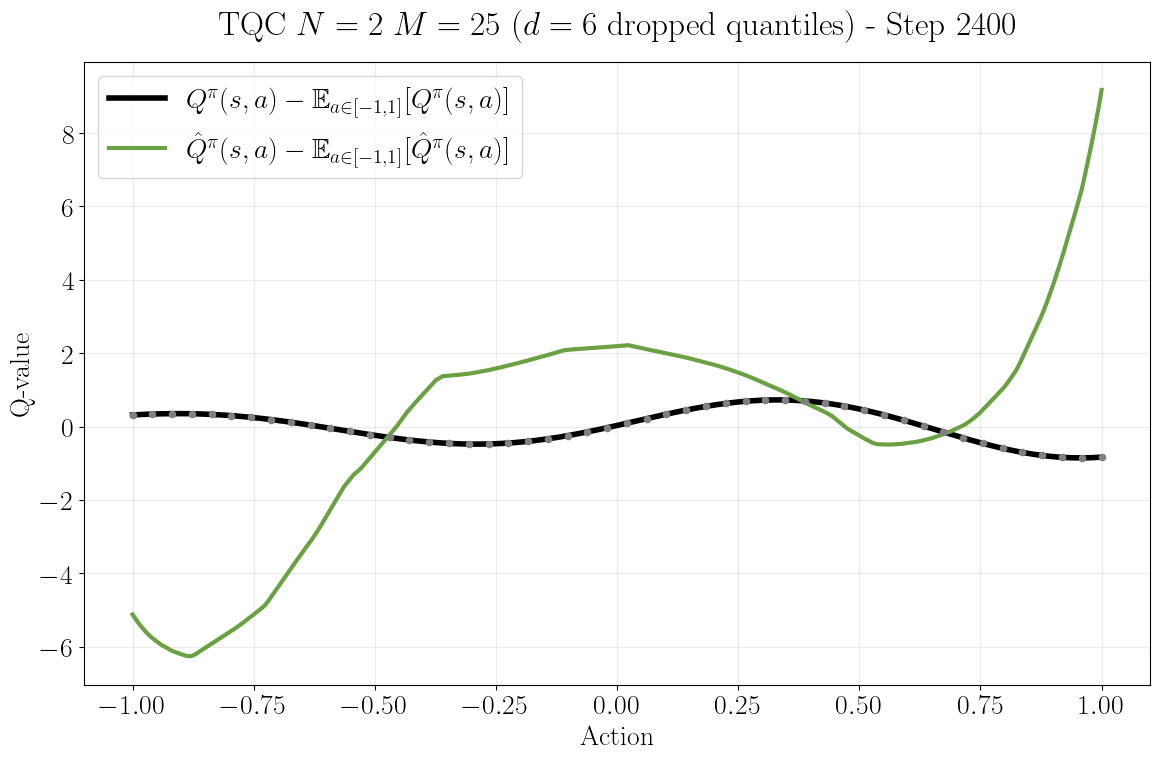 TQC N = 2 M = 25 (d = 6 dropped quantiles) - Step 2400
Q^π(s, a) − 𝔼_{a∈[−1,1]}[Q^π(s, a)]
Q̂^π(s, a) − 𝔼_{a∈[−1,1]}[Q̂^π(s, a)]
8
6
4
2
0
−2
−4
−6
Q-value
−1.00 −0.75 −0.50 −0.25 0.00 0.25 0.50 0.75 1.00
Action